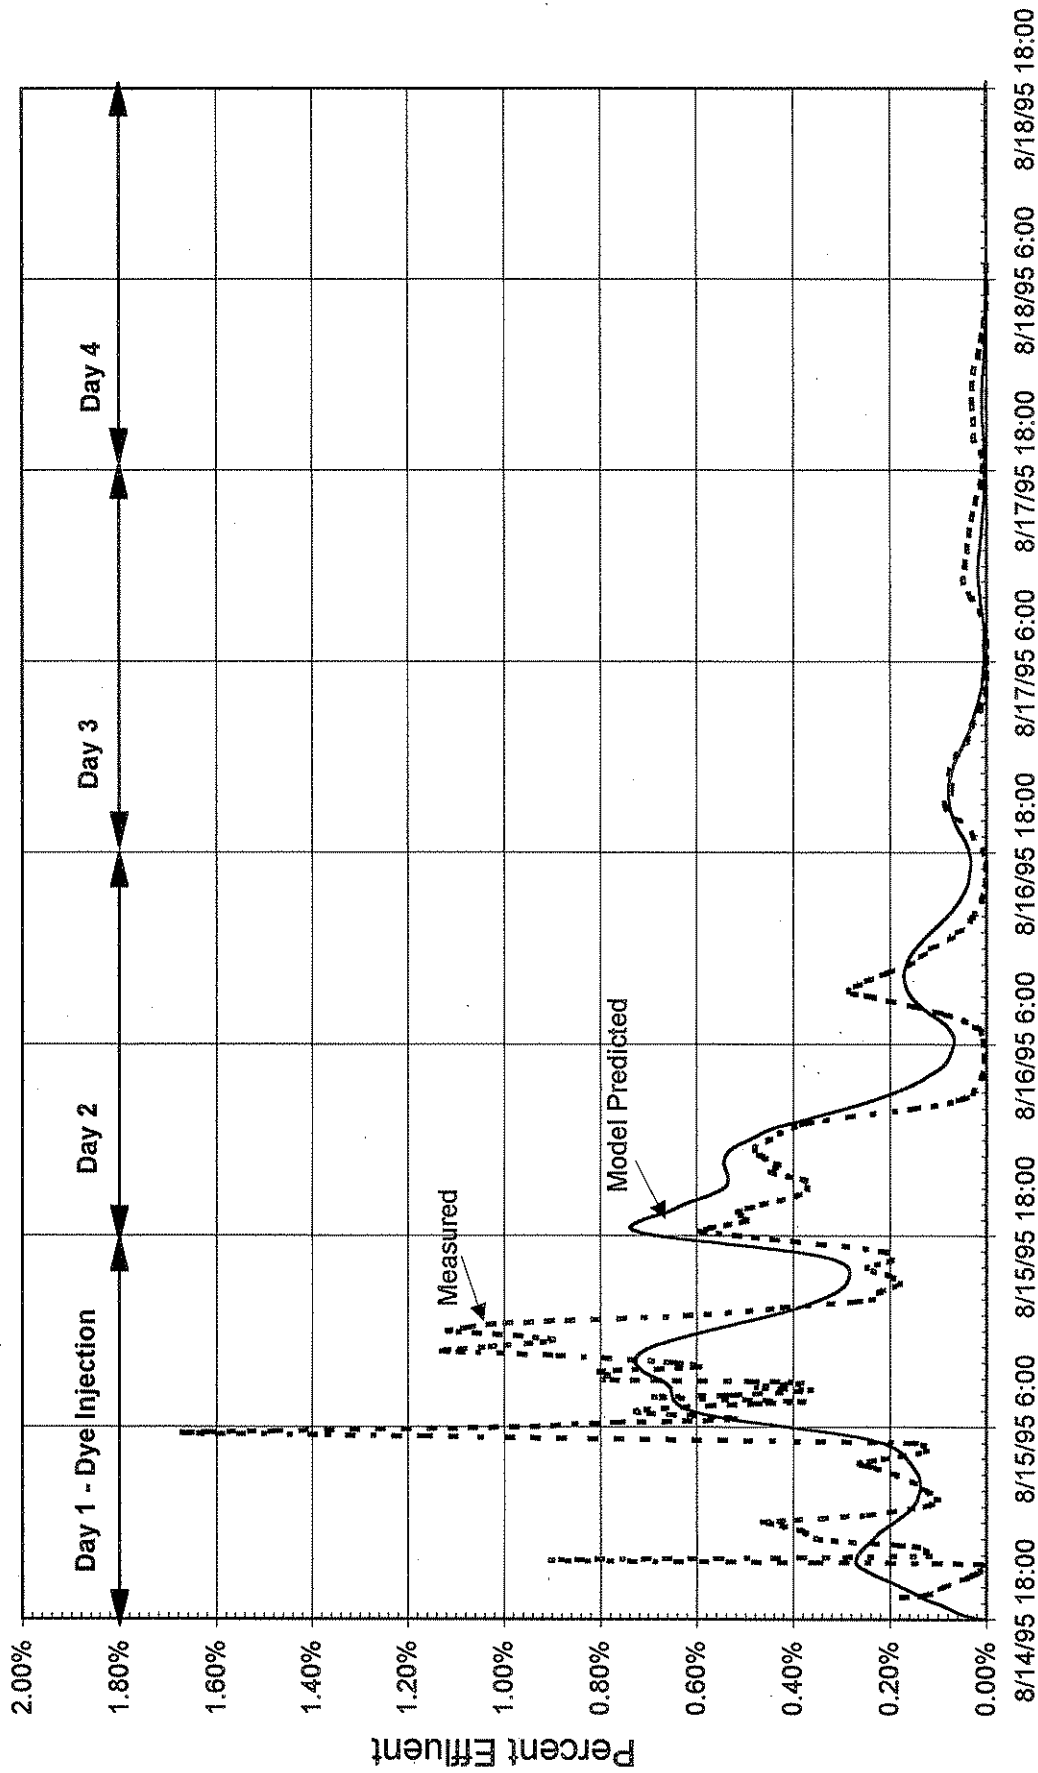 Percent Effluent
2.00%
1.80%
1.60%
1.40%
1.20%
1.00%
0.80%
0.60%
0.40%
0.20%
0.00%
Day 1 - Dye Injection
Day 2
Day 3
Day 4
Measured
Model Predicted
8/14/95 18:00
8/15/95 6:00
8/15/95 18:00
8/16/95 6:00
8/16/95 18:00
8/17/95 6:00
8/17/95 18:00
8/18/95 6:00
8/18/95 18:00